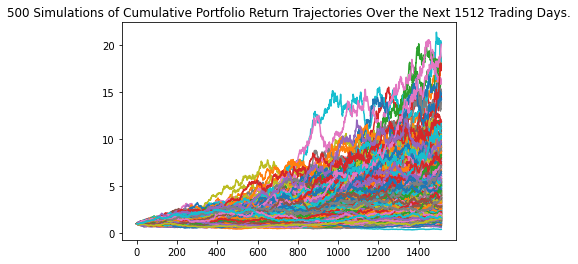 500 Simulations of Cumulative Portfolio Return Trajectories Over the Next 1512 Trading Days.
20
15
10
5
0
0 200 400 600 800 1000 1200 1400